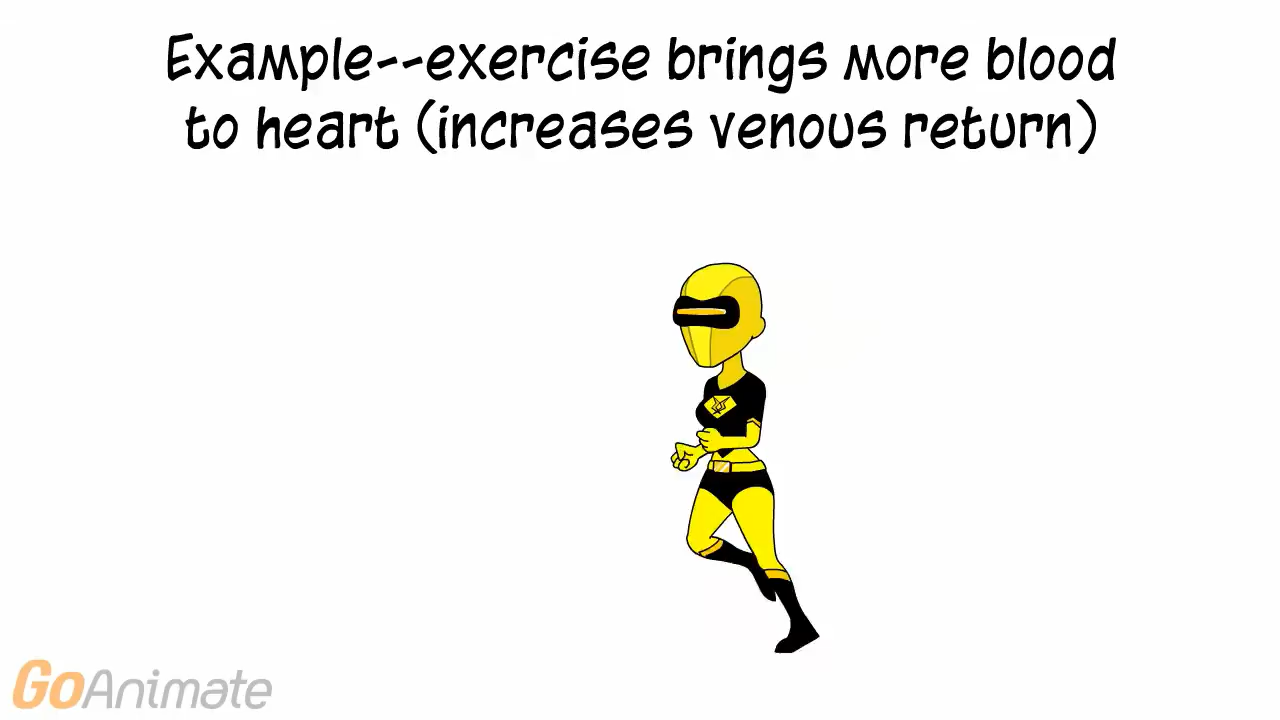 Example--exercise brings more blood
to heart (increases venous return)
GoAnimate